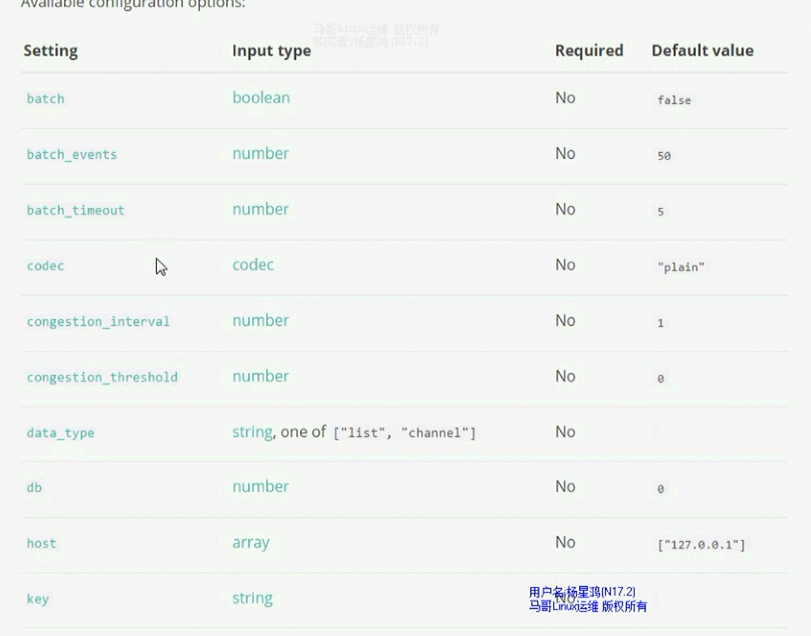 Available configuration options:
马哥Linux运维 版权所有
购买者:杨星鸿(N17.2)
Setting Input type Required Default value
batch boolean No false
batch_events number No 50
batch_timeout number No 5
codec codec No "plain"
congestion_interval number No 1
congestion_threshold number No 0
data_type string, one of ["list", "channel"] No
db number No 0
host array No ["127.0.0.1"]
用户名:杨星鸿(N17.2)
key string No
马哥Linux运维 版权所有